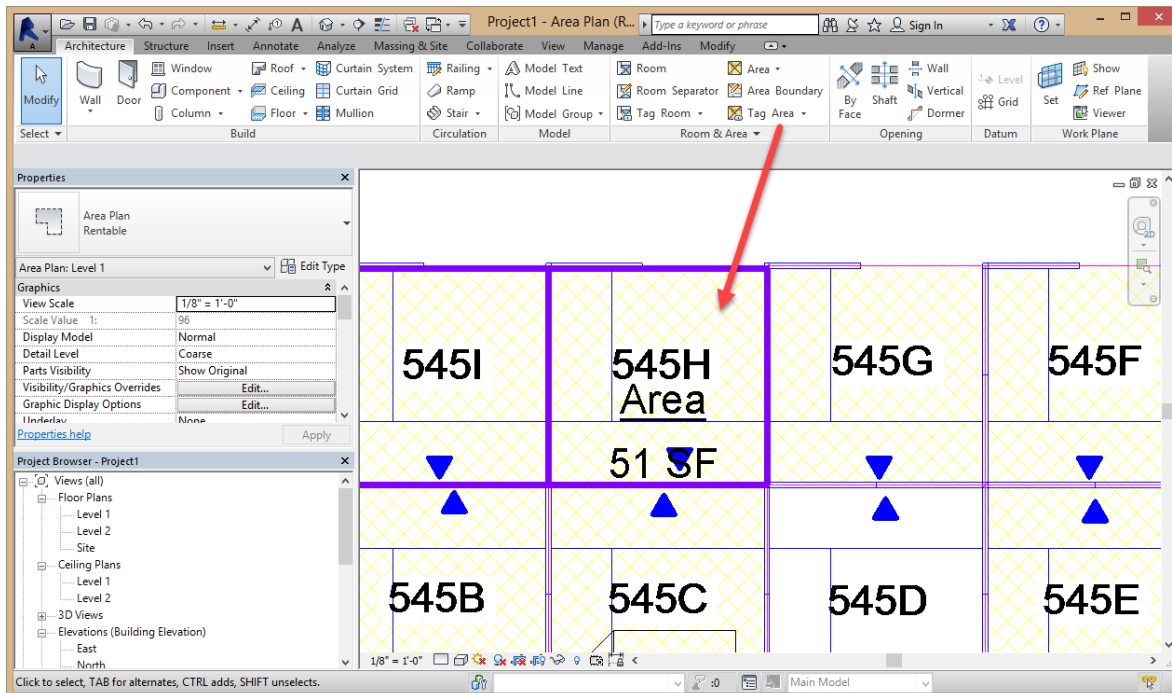 Project1 - Area Plan (R...
Type a keyword or phrase
Sign In
A
Architecture Structure Insert Annotate Analyze Massing & Site Collaborate View Manage Add-Ins Modify
Modify
Wall
Door
Window
Component
Column
Roof
Ceiling
Floor
Curtain System
Curtain Grid
Mullion
Railing
Ramp
Stair
Model Text
Model Line
Model Group
Room
Room Separator
Tag Room
Area
Area Boundary
Tag Area
By Face
Shaft
Wall
Vertical
Dormer
Level
Grid
Set
Show
Ref Plane
Viewer
Select
Build
Circulation
Model
Room & Area
Opening
Datum
Work Plane
Properties
Area Plan
Rentable
Area Plan: Level 1
Edit Type
Graphics
View Scale 1/8" = 1'-0"
Scale Value 1: 96
Display Model Normal
Detail Level Coarse
Parts Visibility Show Original
Visibility/Graphics Overrides Edit...
Graphic Display Options Edit...
Underlay None
Properties help
Apply
Project Browser - Project1
Views (all)
Floor Plans
Level 1
Level 2
Site
Ceiling Plans
Level 1
Level 2
3D Views
Elevations (Building Elevation)
East
North
2D
545I 545H 545G 545F
Area
51 SF
545B 545C 545D 545E
1/8" = 1'-0"
Click to select, TAB for alternates, CTRL adds, SHIFT unselects.
:0
Main Model